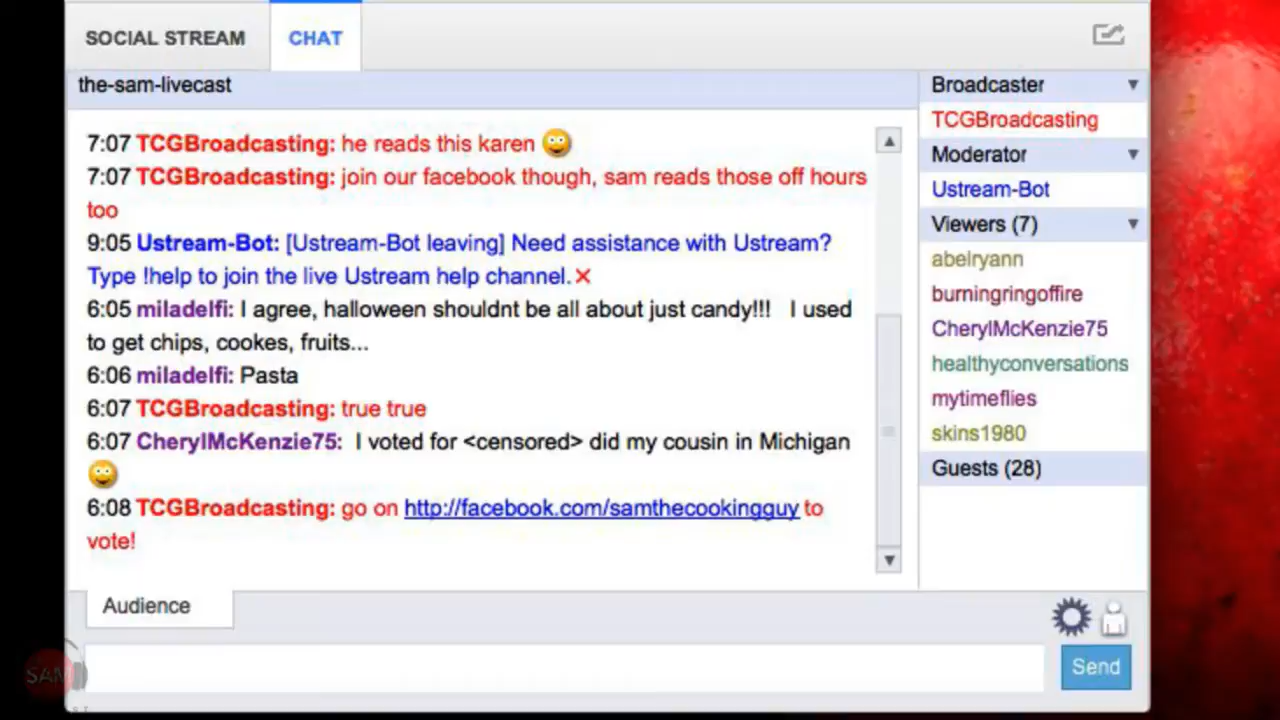 SOCIAL STREAM
CHAT
the-sam-livecast
7:07 TCGBroadcasting: he reads this karen
7:07 TCGBroadcasting: join our facebook though, sam reads those off hours
too
9:05 Ustream-Bot: [Ustream-Bot leaving] Need assistance with Ustream?
Type !help to join the live Ustream help channel.
6:05 miladelfi: I agree, halloween shouldnt be all about just candy!!! I used
to get chips, cookes, fruits...
6:06 miladelfi: Pasta
6:07 TCGBroadcasting: true true
6:07 CherylMcKenzie75: I voted for <censored> did my cousin in Michigan
6:08 TCGBroadcasting: go on http://facebook.com/samthecookingguy to
vote!
Broadcaster
TCGBroadcasting
Moderator
Ustream-Bot
Viewers (7)
abelryann
burningringoffire
CherylMcKenzie75
healthyconversations
mytimeflies
skins1980
Guests (28)
Audience
Send
SAM